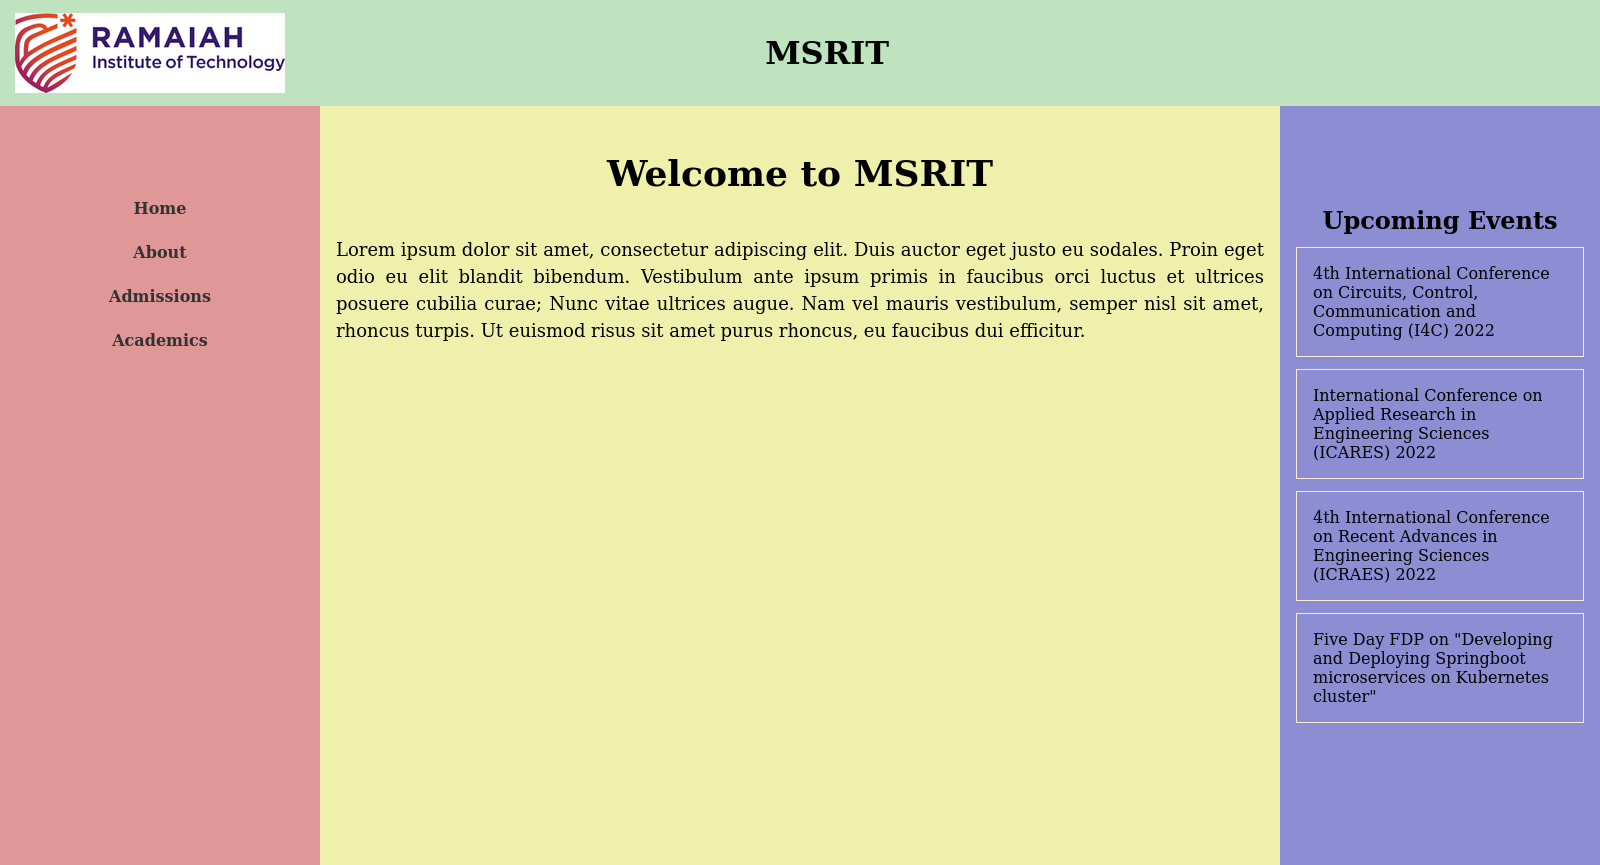 RAMAIAH
Institute of Technology
MSRIT
Home
About
Admissions
Academics
Welcome to MSRIT
Lorem ipsum dolor sit amet, consectetur adipiscing elit. Duis auctor eget justo eu sodales. Proin eget
odio eu elit blandit bibendum. Vestibulum ante ipsum primis in faucibus orci luctus et ultrices
posuere cubilia curae; Nunc vitae ultrices augue. Nam vel mauris vestibulum, semper nisl sit amet,
rhoncus turpis. Ut euismod risus sit amet purus rhoncus, eu faucibus dui efficitur.
Upcoming Events
4th International Conference
on Circuits, Control,
Communication and
Computing (I4C) 2022
International Conference on
Applied Research in
Engineering Sciences
(ICARES) 2022
4th International Conference
on Recent Advances in
Engineering Sciences
(ICRAES) 2022
Five Day FDP on "Developing
and Deploying Springboot
microservices on Kubernetes
cluster"